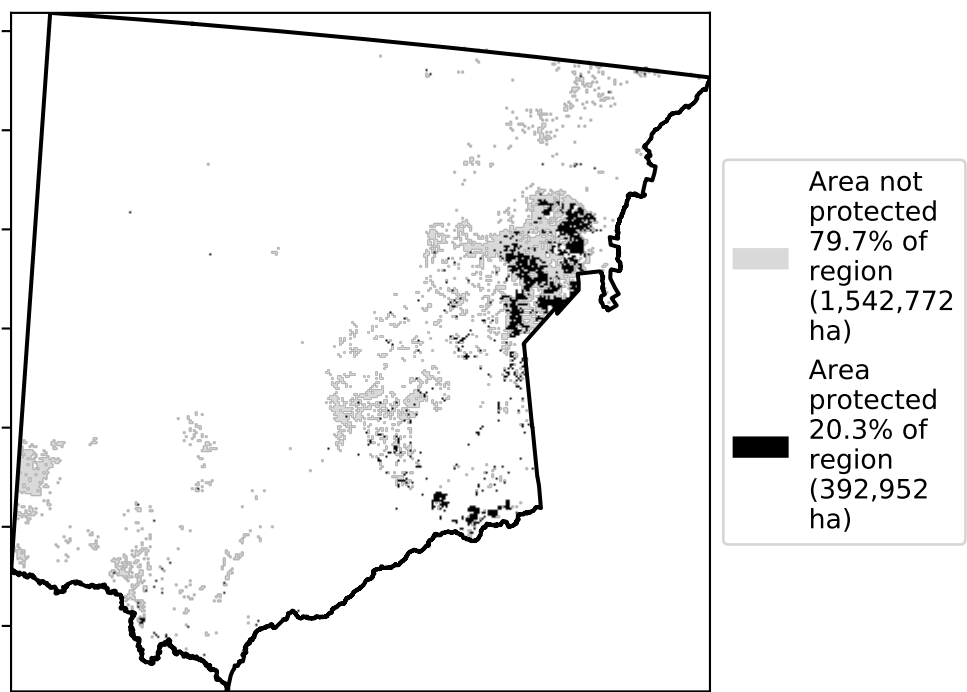 Area not
protected
79.7% of
region
(1,542,772
ha)
Area
protected
20.3% of
region
(392,952
ha)